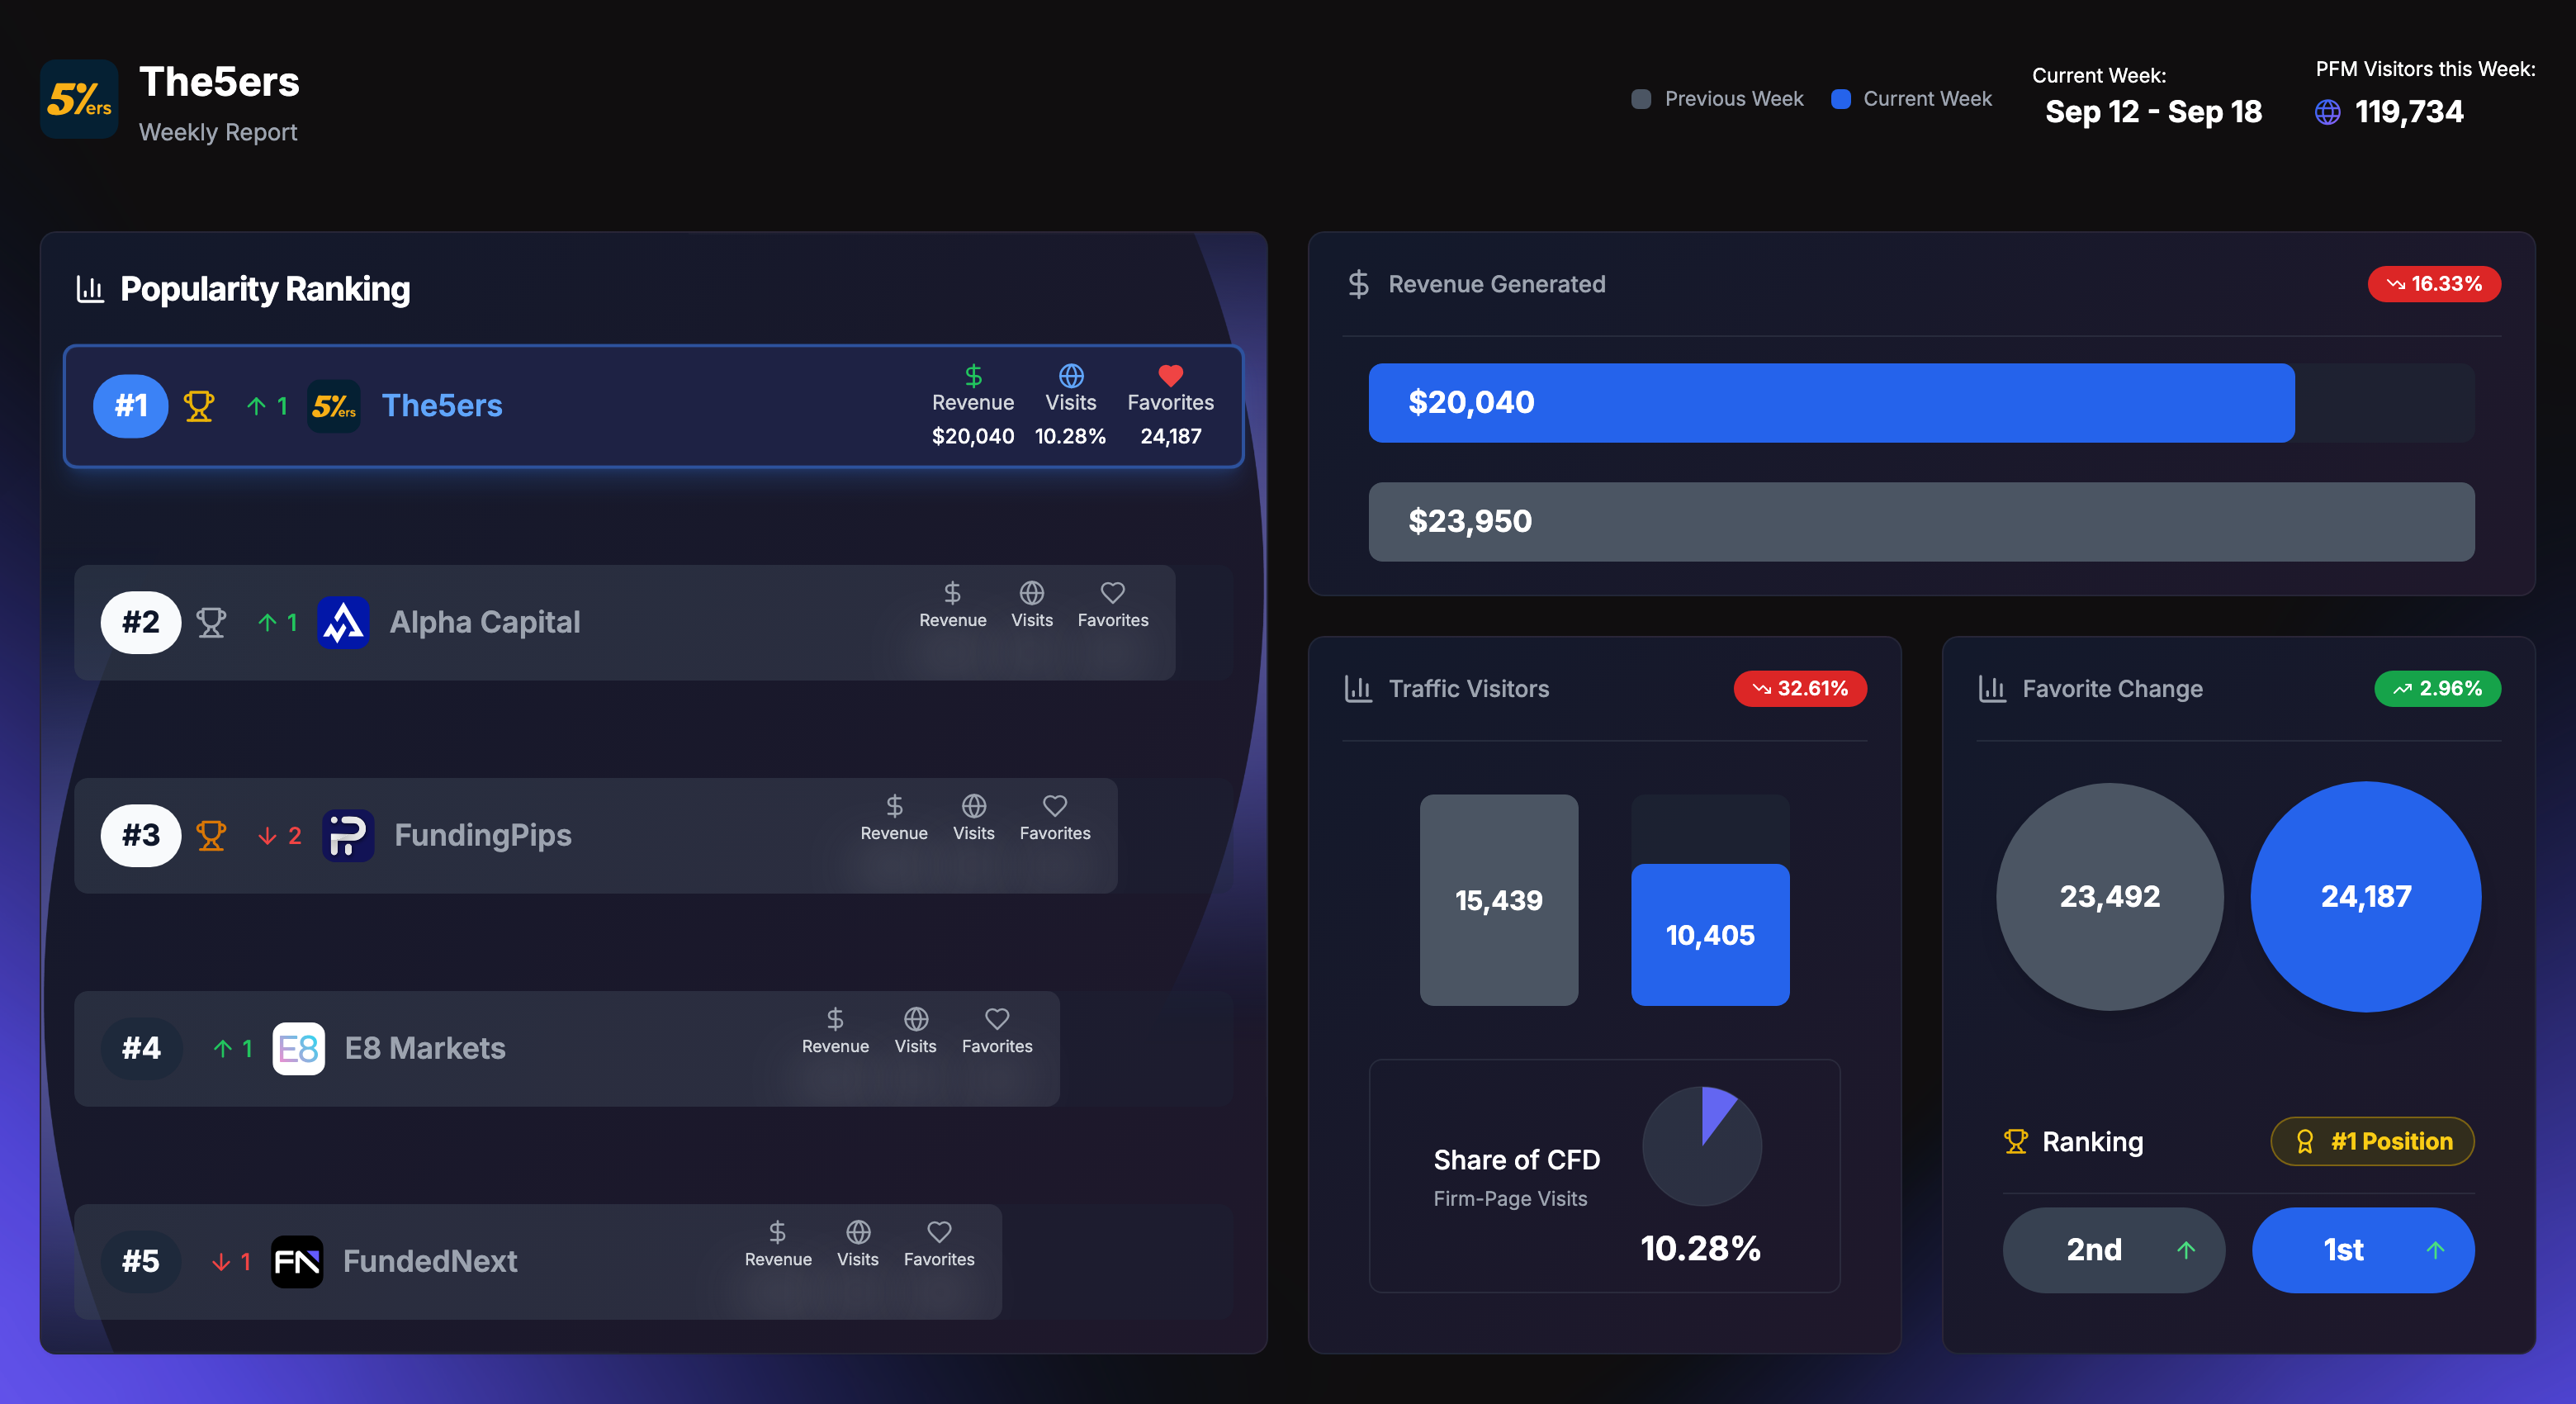 5%ers
The5ers
Weekly Report
Previous Week
Current Week
Current Week:
Sep 12 - Sep 18
PFM Visitors this Week:
119,734
Popularity Ranking
#1
1
5%ers
The5ers
Revenue
Visits
Favorites
$20,040
10.28%
24,187
#2
1
Alpha Capital
Revenue
Visits
Favorites
#3
2
FundingPips
Revenue
Visits
Favorites
#4
1
E8
E8 Markets
Revenue
Visits
Favorites
#5
1
FN
FundedNext
Revenue
Visits
Favorites
Revenue Generated
16.33%
$20,040
$23,950
Traffic Visitors
32.61%
15,439
10,405
Share of CFD
Firm-Page Visits
10.28%
Favorite Change
2.96%
23,492
24,187
Ranking
#1 Position
2nd
1st